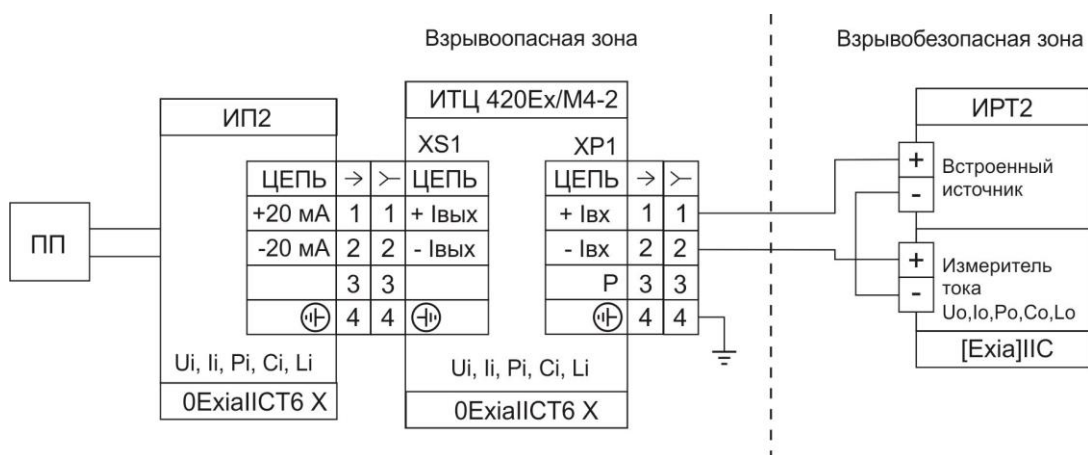 Взрывоопасная зона
Взрывобезопасная зона
ИП2
ИТЦ 420Ex/М4-2
ИРТ2
XS1
XP1
ЦЕПЬ
ЦЕПЬ
ЦЕПЬ
+20 мА 1 1 + Iвых
+ Iвх 1 1
-20 мА 2 2 - Iвых
- Iвх 2 2
3 3
Р 3 3
4 4
4 4
ПП
+
-
Встроенный
источник
+
-
Измеритель
тока
Uo,Io,Po,Co,Lo
[Exia]IIC
Ui, Ii, Pi, Ci, Li
0ExiaIICT6 X
Ui, Ii, Pi, Ci, Li
0ExiaIICT6 X